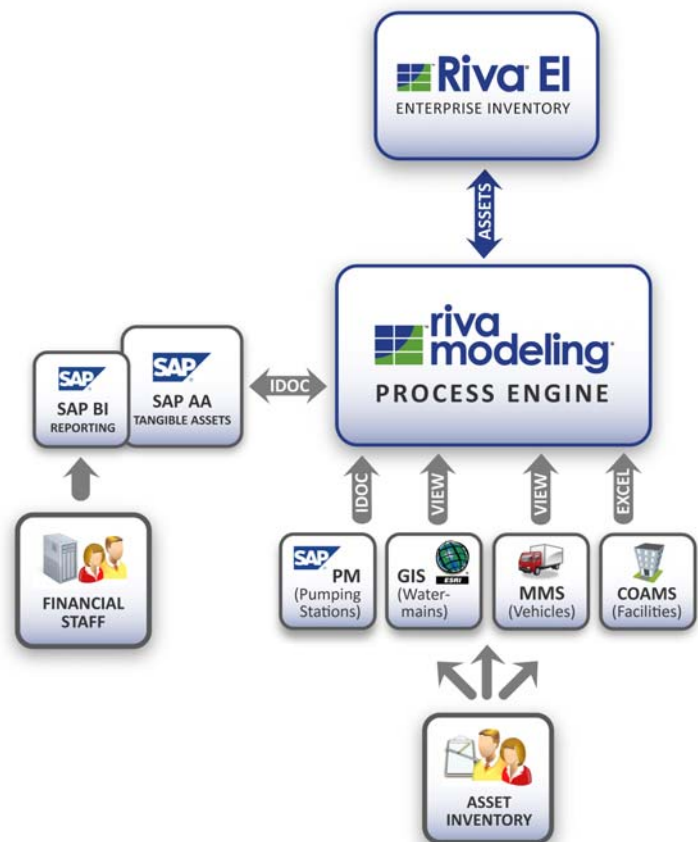 Riva EI
ENTERPRISE INVENTORY
ASSETS
riva
modeling
PROCESS ENGINE
SAP
SAP BI
REPORTING
SAP
SAP AA
TANGIBLE ASSETS
IDOC
IDOC
VIEW
VIEW
EXCEL
FINANCIAL
STAFF
SAP PM
(Pumping
Stations)
GIS
ESRI
(Water-
mains)
MMS
(Vehicles)
COAMS
(Facilities)
ASSET
INVENTORY